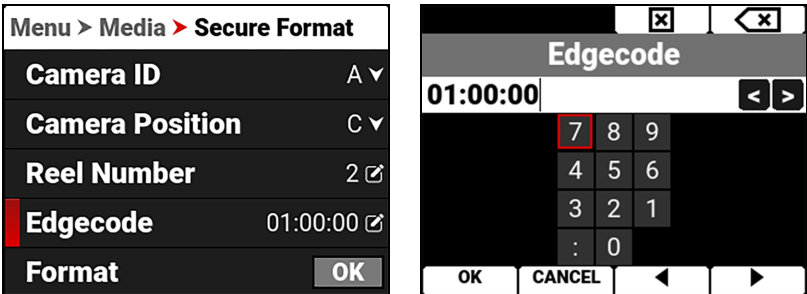 Menu > Media > Secure Format
Camera ID A
Camera Position C
Reel Number 2
Edgecode 01:00:00
Format OK
Edgecode
01:00:00 < >
7 8 9
4 5 6
3 2 1
: 0
OK CANCEL